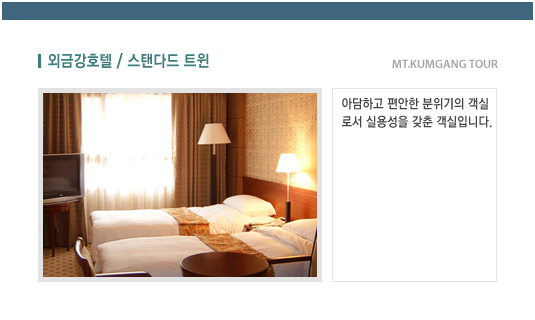 외금강호텔 / 스탠다드 트윈
MT.KUMGANG TOUR
아담하고 편안한 분위기의 객실
로서 실용성을 갖춘 객실입니다.